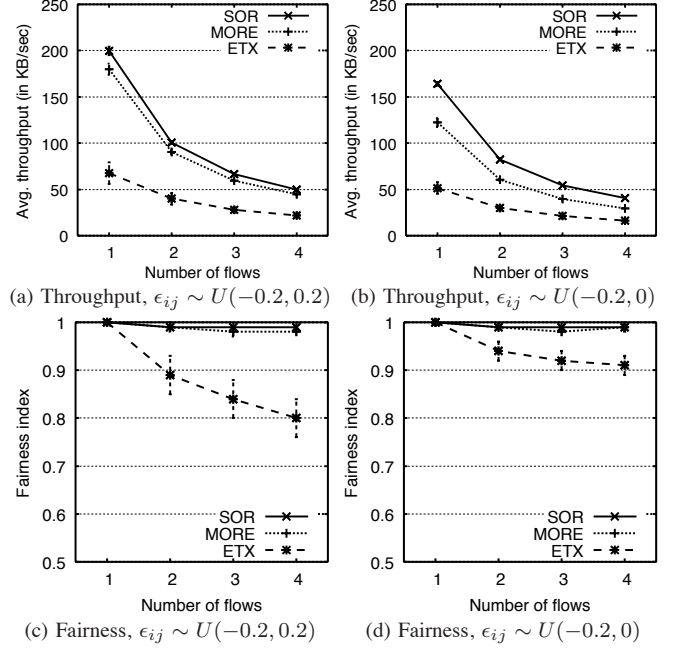 250
200
150
100
50
0
Avg. throughput (in KB/sec)
SOR
MORE
ETX
1 2 3 4
Number of flows
(a) Throughput, ϵij ∼ U(−0.2, 0.2)
250
200
150
100
50
0
Avg. throughput (in KB/sec)
SOR
MORE
ETX
1 2 3 4
Number of flows
(b) Throughput, ϵij ∼ U(−0.2, 0)
1
0.9
0.8
0.7
0.6
0.5
Fairness index
SOR
MORE
ETX
1 2 3 4
Number of flows
(c) Fairness, ϵij ∼ U(−0.2, 0.2)
1
0.9
0.8
0.7
0.6
0.5
Fairness index
SOR
MORE
ETX
1 2 3 4
Number of flows
(d) Fairness, ϵij ∼ U(−0.2, 0)